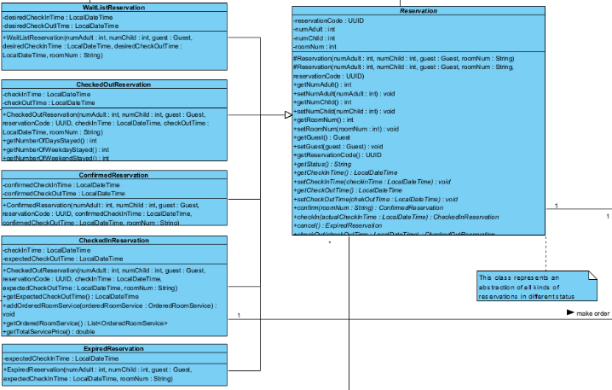 WaitListReservation
-desiredCheckInTime : LocalDateTime
-desiredCheckOutTime : LocalDateTime
+WaitListReservation(numAdult : int, numChild : int, guest : Guest,
desiredCheckInTime : LocalDateTime, desiredCheckOutTime :
LocalDateTime, roomNum : String)
CheckedOutReservation
-checkInTime : LocalDateTime
-checkOutTime : LocalDateTime
+CheckedOutReservation(numAdult : int, numChild : int, guest : Guest,
reservationCode : UUID, checkInTime : LocalDateTime, checkOutTime :
LocalDateTime, roomNum : String)
+getNumberOfDaysStayed() : int
+getNumberOfWeekdayStayed() : int
+getNumberOfWeekendStayed() : int
ConfirmedReservation
-confirmedCheckInTime : LocalDateTime
-confirmedCheckOutTime : LocalDateTime
+ConfirmedReservation(numAdult : int, numChild : int, guest : Guest,
reservationCode : UUID, confirmedCheckInTime : LocalDateTime,
confirmedCheckOutTime : LocalDateTime, roomNum : String)
CheckedInReservation
-checkInTime : LocalDateTime
-expectedCheckOutTime : LocalDateTime
+CheckedOutReservation(numAdult : int, numChild : int, guest : Guest,
reservationCode : UUID, checkInTime : LocalDateTime,
expectedCheckOutTime : LocalDateTime, roomNum : String)
+getExpectedCheckOutTime() : LocalDateTime
+addOrderedRoomService(orderedRoomService : OrderedRoomService) :
void
+getOrderedRoomService() : List<OrderedRoomService>
+getTotalServicePrice() : double
ExpiredReservation
-expectedCheckInTime : LocalDateTime
+ExpiredReservation(numAdult : int, numChild : int, guest : Guest,
expectedCheckInTime : LocalDateTime, roomNum : String)
Reservation
-reservationCode : UUID
-numAdult : int
-numChild : int
-roomNum : int
#Reservation(numAdult : int, numChild : int, guest : Guest, roomNum : String)
#Reservation(numAdult : int, numChild : int, guest : Guest, roomNum : String,
reservationCode : UUID)
+getNumAdult() : int
+setNumAdult(numAdult : int) : void
+getNumChild() : int
+setNumChild(numChild : int) : void
+getRoomNum() : int
+setRoomNum(roomNum : int) : void
+getGuest() : Guest
+setGuest(guest : Guest) : void
+getReservationCode() : UUID
+getStatus() : String
+getCheckInTime() : LocalDateTime
+setCheckInTime(checkInTime : LocalDateTime) : void
+getCheckOutTime() : LocalDateTime
+setCheckOutTime(chekOutTime : LocalDateTime) : void
+confirm(roomNum : String) : ConfirmedReservation
+checkIn(actualCheckInTime : LocalDateTime) : CheckedInReservation
+cancel() : ExpiredReservation
+checkOut(checkOutTime : LocalDateTime) : CheckedOutReservation
1
1
*
This class represents an
abstraction of all kinds of
reservations in different status
1
make order